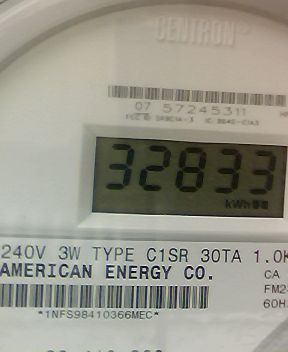 CENTRON®
07 57245311
32833
kWh
240V 3W TYPE C1SR 30TA 1.0K
AMERICAN ENERGY CO.
CA
FM2
60H
*1NFS98410366MEC*